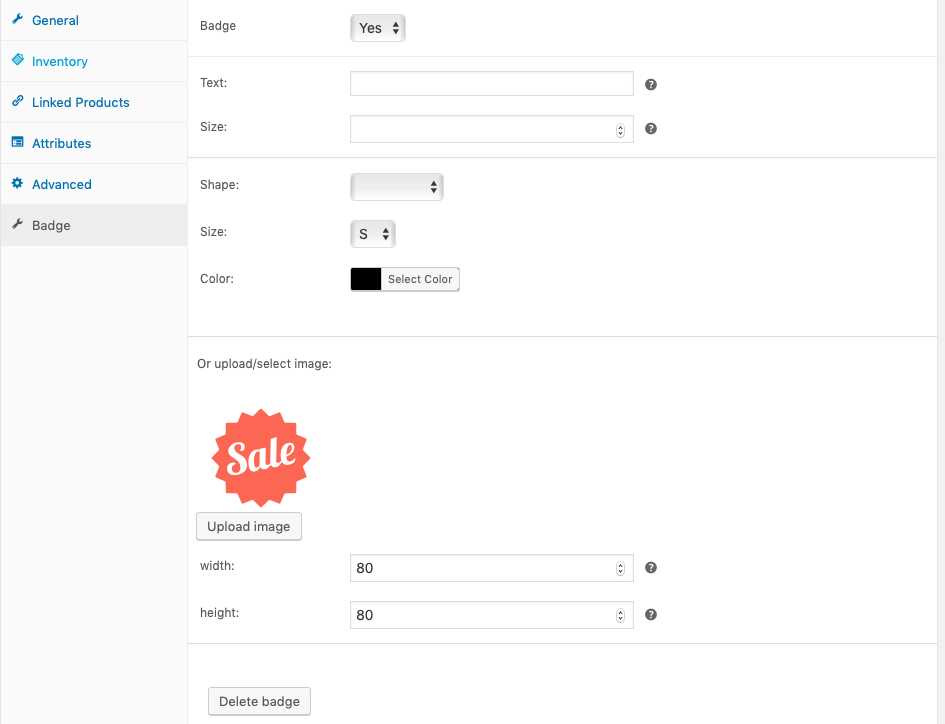 General
Inventory
Linked Products
Attributes
Advanced
Badge
Badge
Yes
Text:
?
Size:
?
Shape:
Size:
S
Color:
Select Color
Or upload/select image:
Sale
Upload image
width:
80
?
height:
80
?
Delete badge